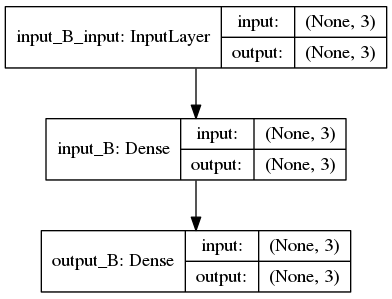 input_B_input: InputLayer
input: (None, 3)
output: (None, 3)
input_B: Dense
input: (None, 3)
output: (None, 3)
output_B: Dense
input: (None, 3)
output: (None, 3)